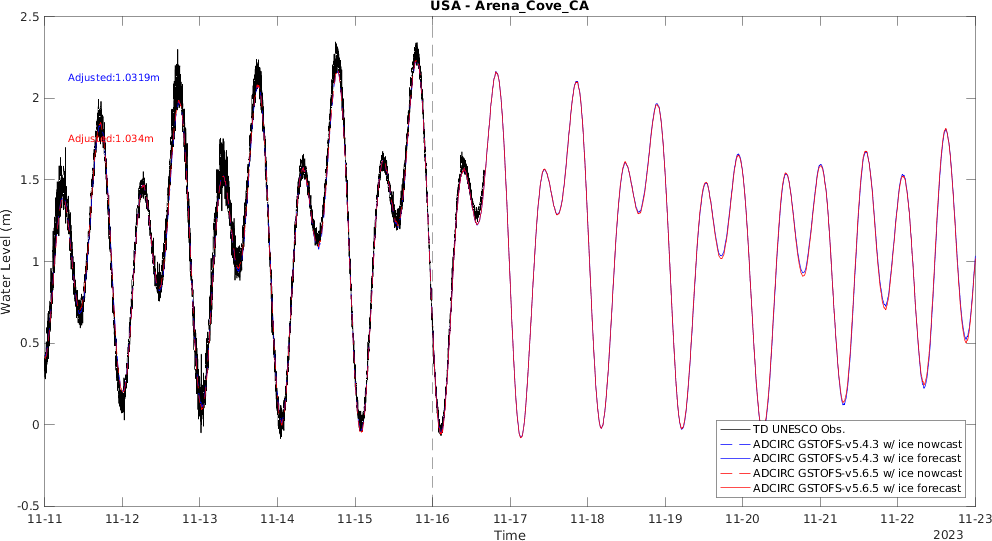 USA - Arena_Cove_CA
2.5
2
1.5
1
0.5
0
-0.5
Water Level (m)
Adjusted:1.0319m
Adjusted:1.034m
TD UNESCO Obs.
ADCIRC GSTOFS-v5.4.3 w/ ice nowcast
ADCIRC GSTOFS-v5.4.3 w/ ice forecast
ADCIRC GSTOFS-v5.6.5 w/ ice nowcast
ADCIRC GSTOFS-v5.6.5 w/ ice forecast
11-11 11-12 11-13 11-14 11-15 11-16 11-17 11-18 11-19 11-20 11-21 11-22 11-23
Time
2023